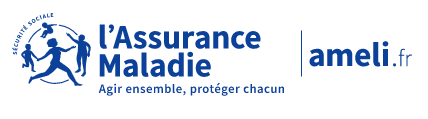 SÉCURITÉ SOCIALE
l'Assurance
Maladie
Agir ensemble, protéger chacun
ameli.fr